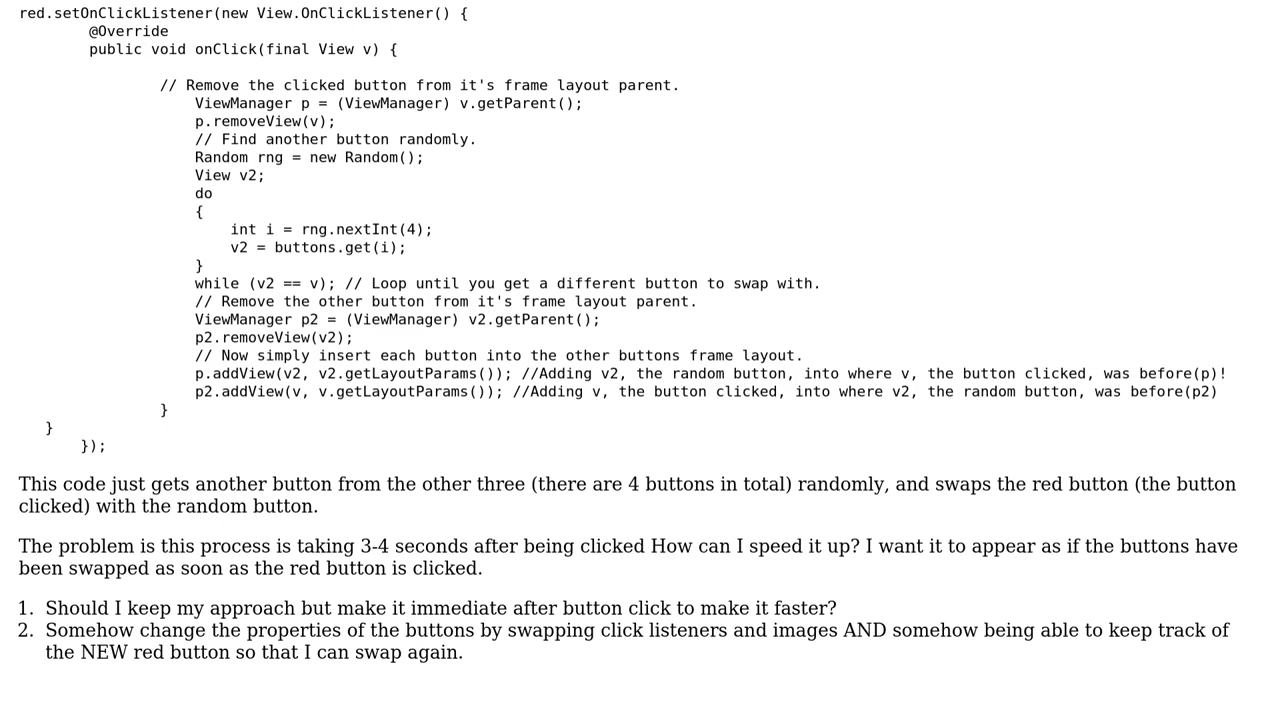 red.setOnClickListener(new View.OnClickListener() {
        @Override
        public void onClick(final View v) {

                // Remove the clicked button from it's frame layout parent.
                    ViewManager p = (ViewManager) v.getParent();
                    p.removeView(v);
                    // Find another button randomly.
                    Random rng = new Random();
                    View v2;
                    do
                    {
                        int i = rng.nextInt(4);
                        v2 = buttons.get(i);
                    }
                    while (v2 == v); // Loop until you get a different button to swap with.
                    // Remove the other button from it's frame layout parent.
                    ViewManager p2 = (ViewManager) v2.getParent();
                    p2.removeView(v2);
                    // Now simply insert each button into the other buttons frame layout.
                    p.addView(v2, v2.getLayoutParams()); //Adding v2, the random button, into where v, the button clicked, was before(p)!
                    p2.addView(v, v.getLayoutParams()); //Adding v, the button clicked, into where v2, the random button, was before(p2)
                }
   }
       });
This code just gets another button from the other three (there are 4 buttons in total) randomly, and swaps the red button (the button
clicked) with the random button.
The problem is this process is taking 3-4 seconds after being clicked How can I speed it up? I want it to appear as if the buttons have
been swapped as soon as the red button is clicked.
1. Should I keep my approach but make it immediate after button click to make it faster?
2. Somehow change the properties of the buttons by swapping click listeners and images AND somehow being able to keep track of
the NEW red button so that I can swap again.